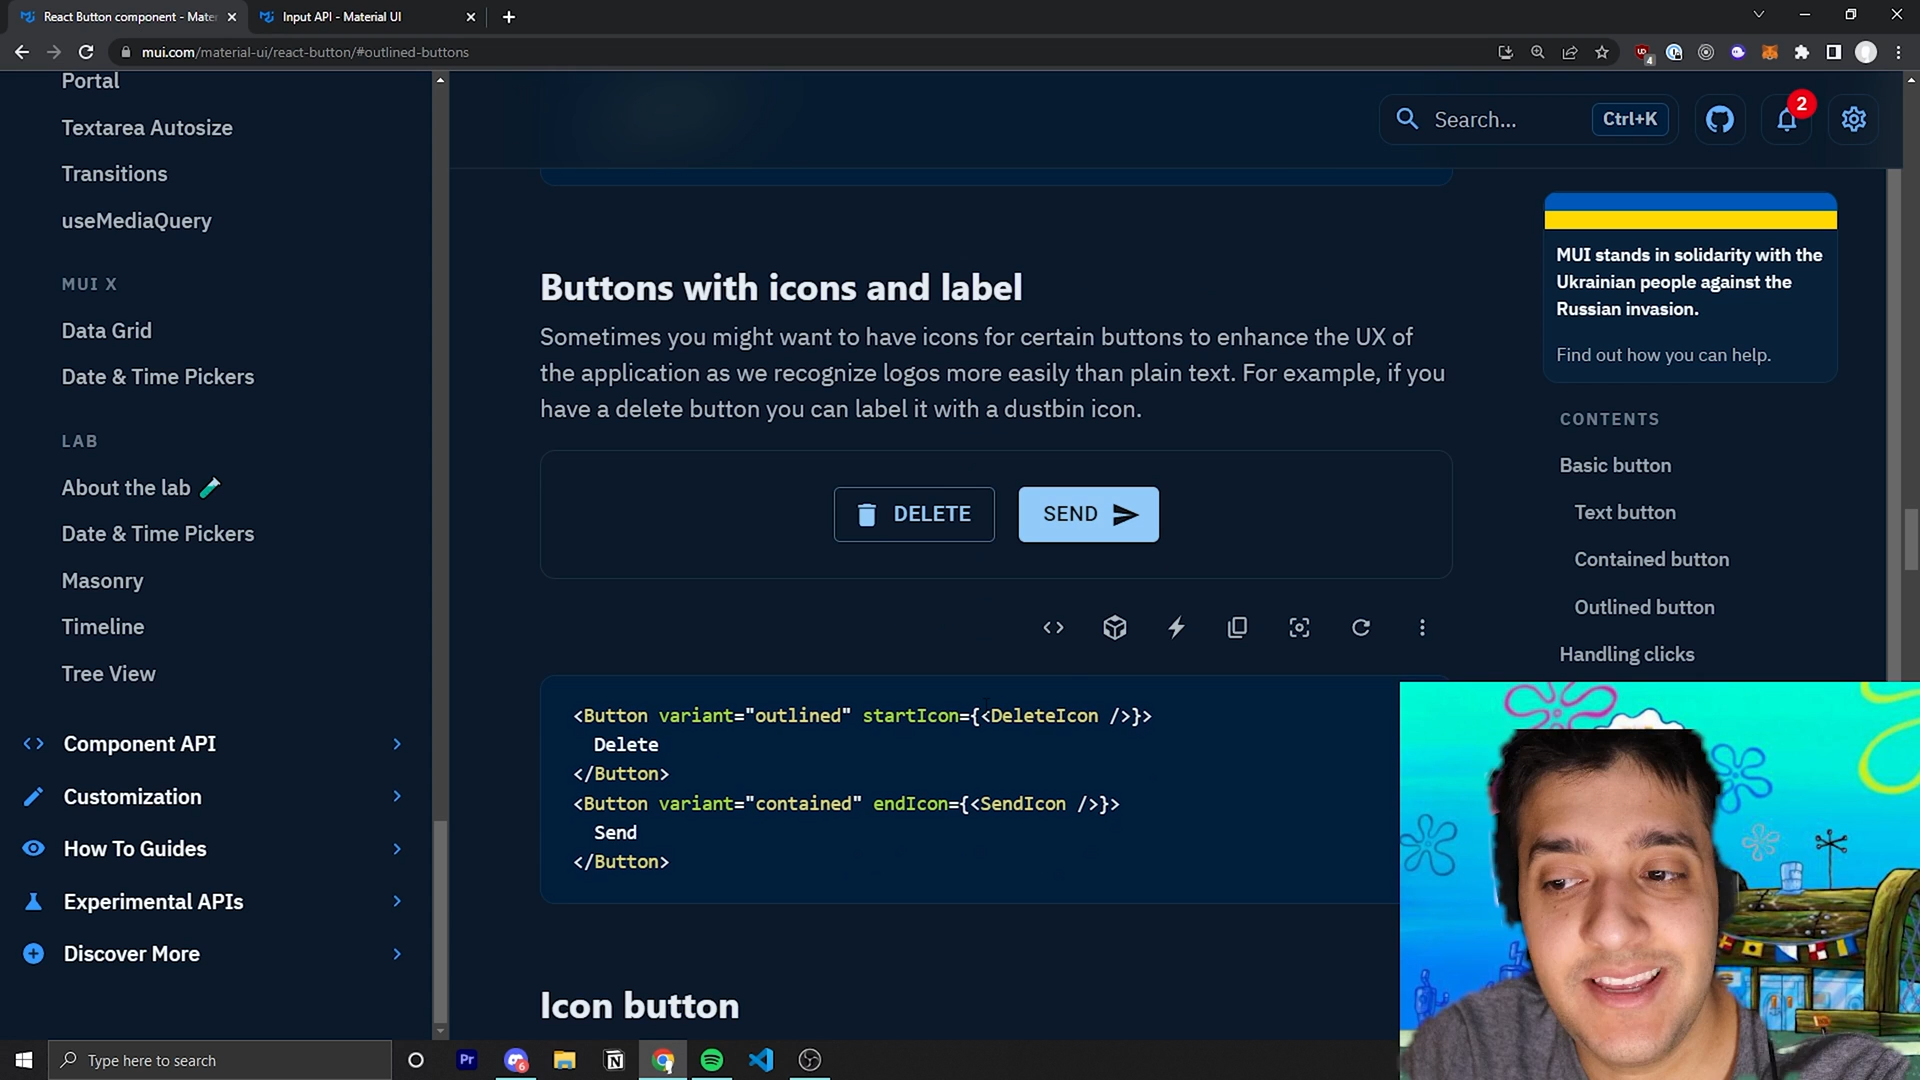 React Button component - Mate
Input API - Material UI
mui.com/material-ui/react-button/#outlined-buttons
4
Portal
Textarea Autosize
Transitions
useMediaQuery
MUI X
Data Grid
Date & Time Pickers
LAB
About the lab
Date & Time Pickers
Masonry
Timeline
Tree View
Component API
Customization
How To Guides
Experimental APIs
Discover More
Search...
Ctrl+K
2
Buttons with icons and label
Sometimes you might want to have icons for certain buttons to enhance the UX of
the application as we recognize logos more easily than plain text. For example, if you
have a delete button you can label it with a dustbin icon.
DELETE
SEND
<Button variant="outlined" startIcon={<DeleteIcon />}>
Delete
</Button>
<Button variant="contained" endIcon={<SendIcon />}>
Send
</Button>
Icon button
MUI stands in solidarity with the
Ukrainian people against the
Russian invasion.
Find out how you can help.
CONTENTS
Basic button
Text button
Contained button
Outlined button
Handling clicks
Type here to search
Pr
6